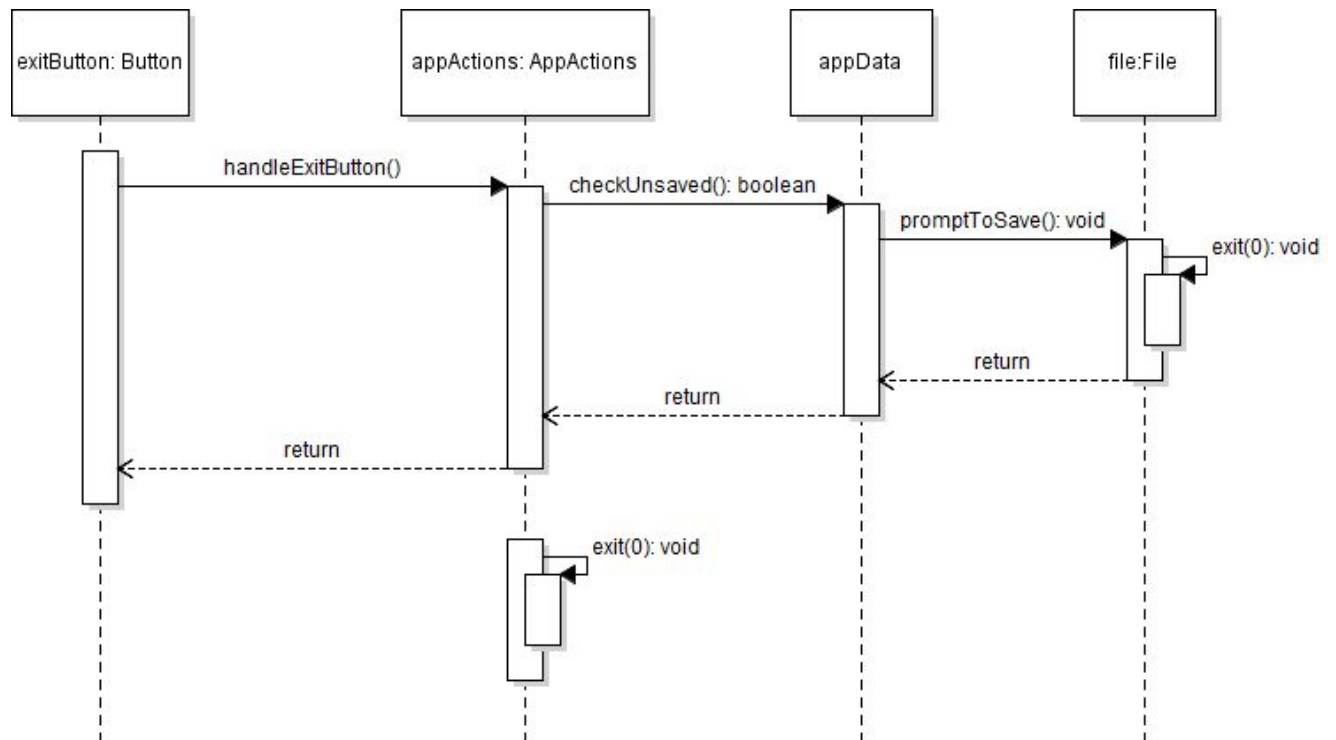 exitButton: Button
appActions: AppActions
appData
file:File
handleExitButton()
checkUnsaved(): boolean
promptToSave(): void
exit(0): void
return
return
return
exit(0): void